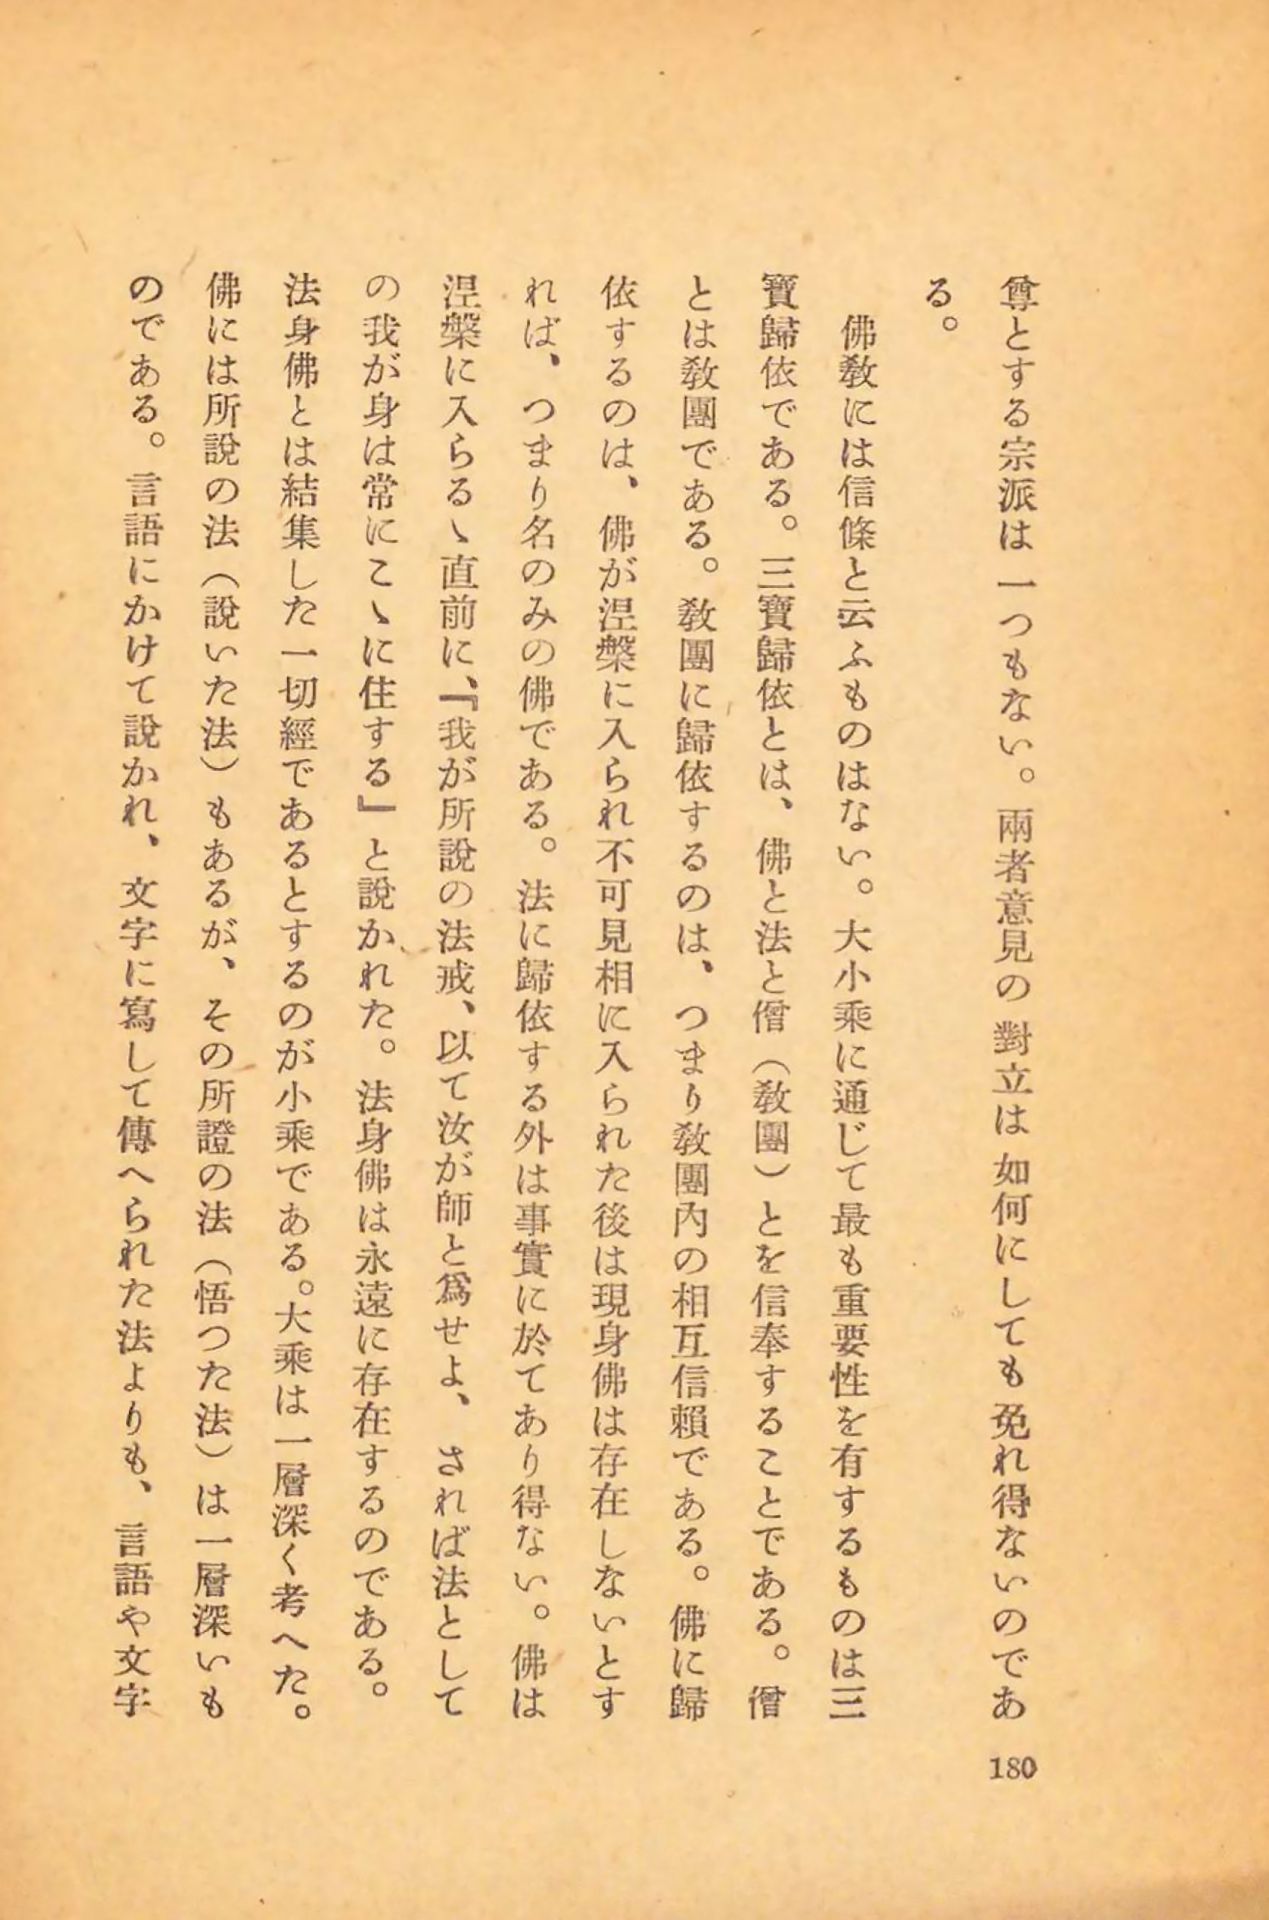 尊とする宗派は一つもない。兩者意見の對立は如何にしても免れ得ないのであ
る。
佛敎には信條と云ふものはない。大小乘に通じて最も重要性を有するものは三
寶歸依である。三寶歸依とは、佛と法と僧（敎團）とを信奉することである。僧
とは敎團である。敎團に歸依するのは、つまり敎團內の相互信賴である。佛に歸
依するのは、佛が涅槃に入られ不可見相に入られた後は現身佛は存在しないとす
れば、つまり名のみの佛である。法に歸依する外は事實に於てあり得ない。佛は
涅槃に入らるゝ直前に、『我が所說の法戒、以て汝が師と爲せよ、されば法として
の我が身は常にこゝに住する』と說かれた。法身佛は永遠に存在するのである。
法身佛とは結集した一切經であるとするのが小乘である。大乘は一層深く考へた。
佛には所說の法（說いた法）もあるが、その所證の法（悟つた法）は一層深いも
のである。言語にかけて說かれ、文字に寫して傳へられた法よりも、言語や文字
180